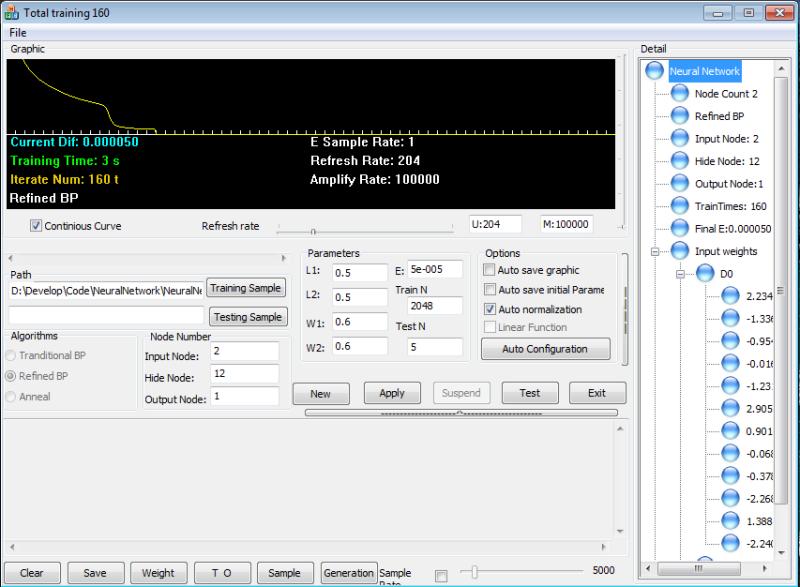 Total training 160
File
Graphic
Current Dif: 0.000050 E Sample Rate: 1
Training Time: 3 s Refresh Rate: 204
Iterate Num: 160 t Amplify Rate: 100000
Refined BP
Continious Curve Refresh rate U:204 M:100000
Path
D:\Develop\Code\NeuralNetwork\NeuralNe Training Sample
Testing Sample
Algorithms
Tranditional BP
Refined BP
Anneal
Node Number
Input Node: 2
Hide Node: 12
Output Node: 1
Parameters
L1: 0.5 E: 5e-005
L2: 0.5 Train N 2048
W1: 0.6 Test N
W2: 0.6 5
Options
Auto save graphic
Auto save initial Parame
Auto normalization
Linear Function
Auto Configuration
New Apply Suspend Test Exit
Clear Save Weight T O Sample Generation Sample Rate 5000
Detail
Neural Network
Node Count 2
Refined BP
Input Node: 2
Hide Node: 12
Output Node:1
TrainTimes: 160
Final E:0.000050
Input weights
D0
2.234
-1.336
-0.954
-0.016
-1.231
2.905
0.901
-0.068
-0.378
-2.268
1.388
-2.240